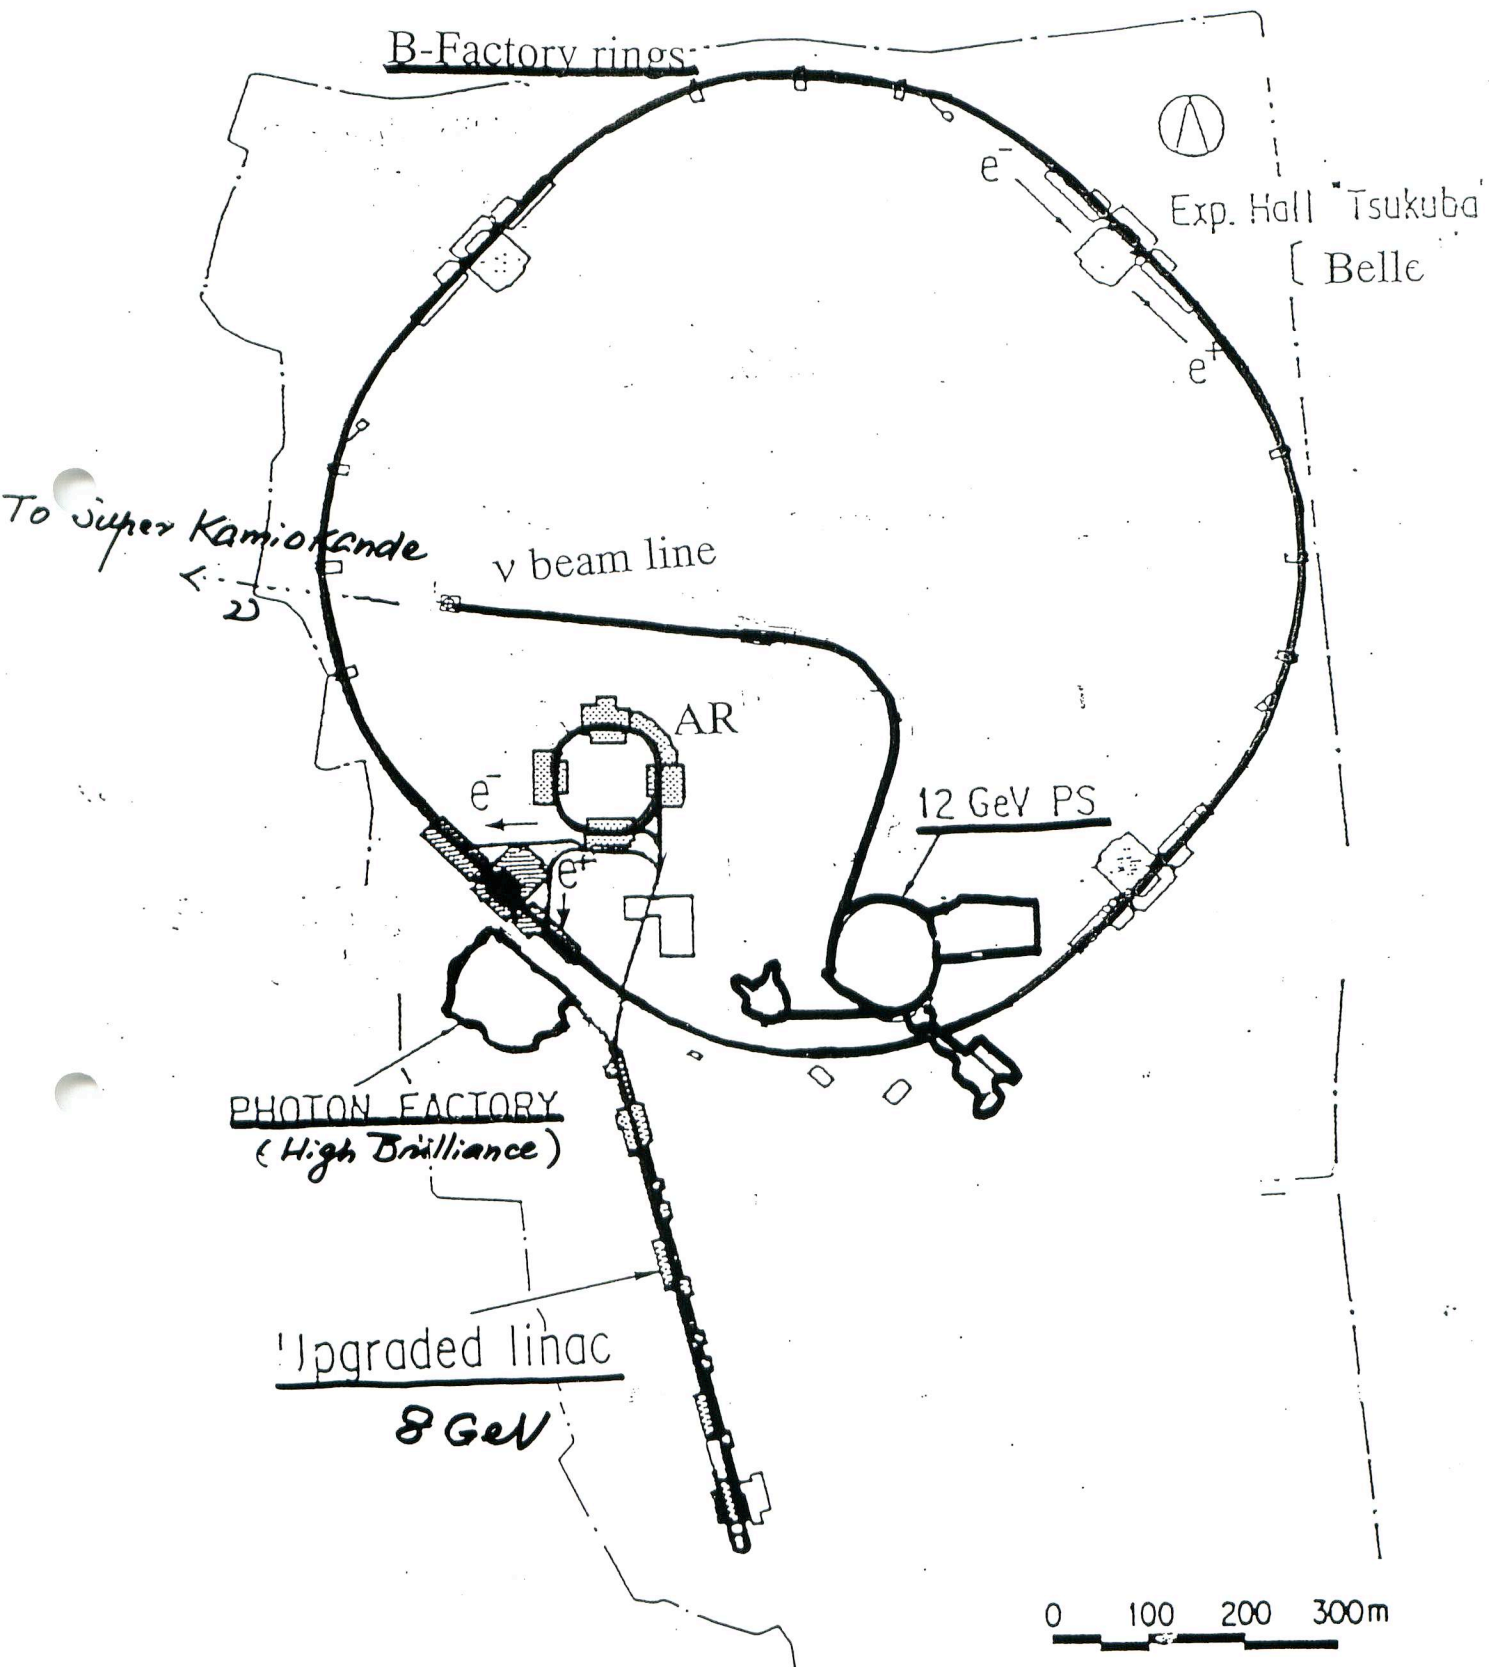 B-Factory rings
e⁻
Exp. Hall "Tsukuba"
[ Belle
e⁺
To Super Kamiokande
ν beam line
ν
AR
e⁻
12 GeV PS
e⁺
PHOTON FACTORY
(High Brilliance)
Upgraded linac
8 GeV
0 100 200 300m